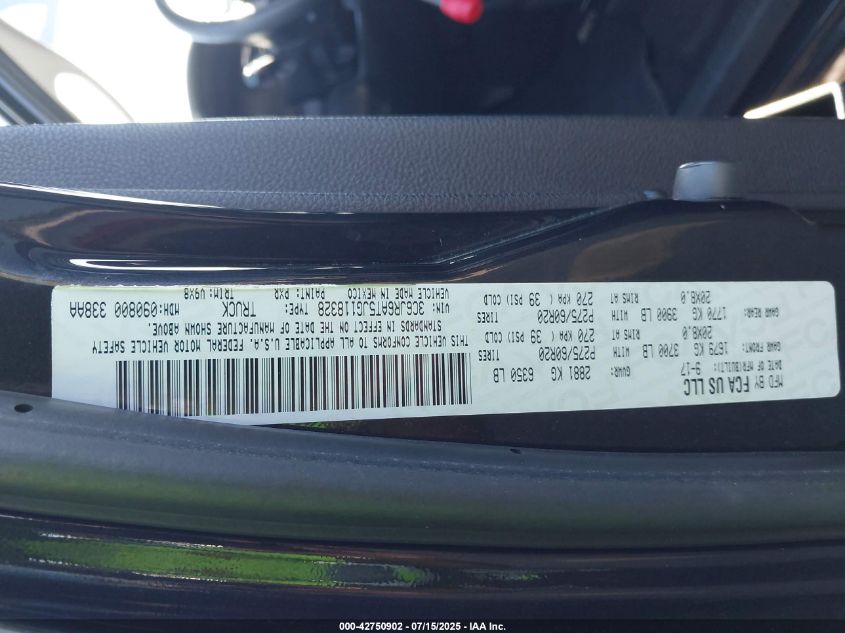 MFD BY FCA US LLC
DATE OF MFR(BUILT): 9-17 GVWR: 2881 KG 6350 LB
GAWR FRONT: 1679 KG 3700 LB WITH P275/60R20 TIRES
20X8.0 RIMS AT 270 KPA ( 39 PSI) COLD
GAWR REAR: 1770 KG 3900 LB WITH P275/60R20 TIRES
20X8.0 RIMS AT 270 KPA ( 39 PSI) COLD
THIS VEHICLE CONFORMS TO ALL APPLICABLE U.S.A. FEDERAL MOTOR VEHICLE SAFETY
STANDARDS IN EFFECT ON THE DATE OF MANUFACTURE SHOWN ABOVE.
VIN: 3C6JR6AT5JG118328 TYPE: TRUCK MDH:090800 338AA
VEHICLE MADE IN MEXICO PAINT: PXR TRIM: V9X8
000-42750902 - 07/15/2025 - IAA Inc.